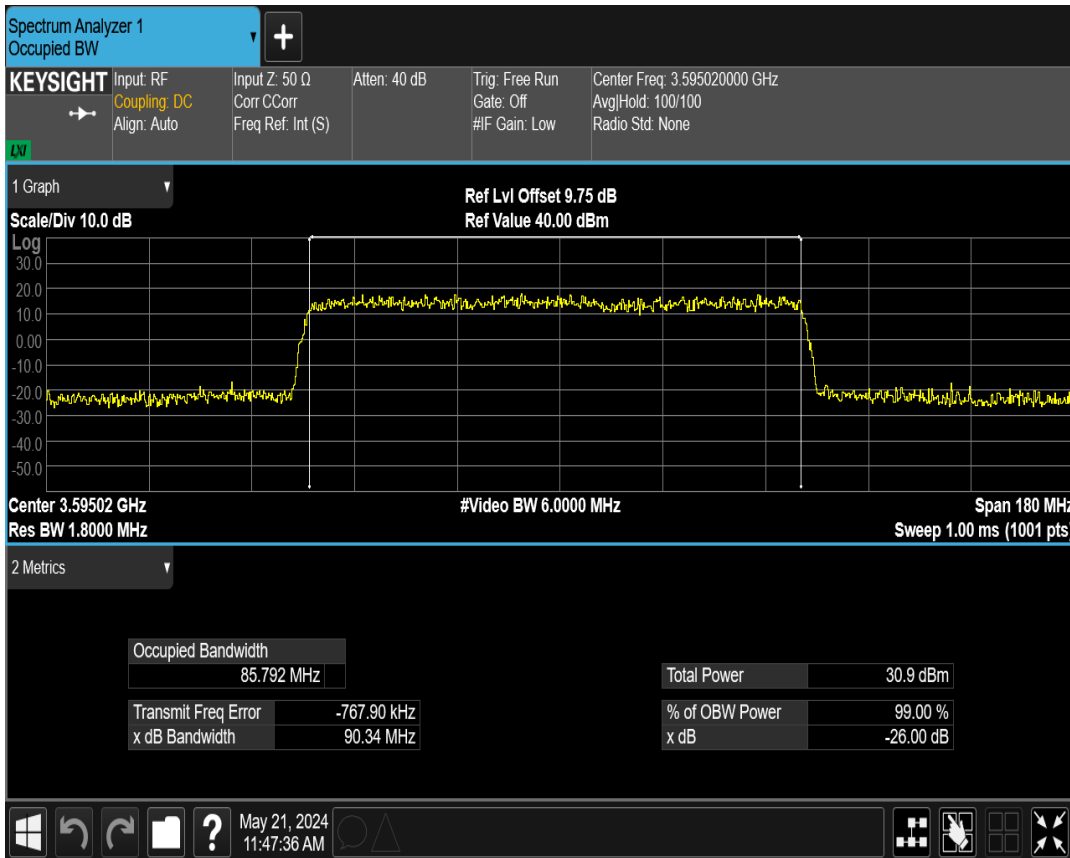 Spectrum Analyzer 1
Occupied BW
+
KEYSIGHT
Input: RF
Coupling: DC
Align: Auto
Input Z: 50 Ω
Corr CCorr
Freq Ref: Int (S)
Atten: 40 dB
Trig: Free Run
Gate: Off
#IF Gain: Low
Center Freq: 3.595020000 GHz
Avg|Hold: 100/100
Radio Std: None
LXI
1 Graph
Scale/Div 10.0 dB
Ref Lvl Offset 9.75 dB
Ref Value 40.00 dBm
Log
30.0
20.0
10.0
0.00
-10.0
-20.0
-30.0
-40.0
-50.0
Center 3.59502 GHz
#Video BW 6.0000 MHz
Span 180 MHz
Res BW 1.8000 MHz
Sweep 1.00 ms (1001 pts)
2 Metrics
Occupied Bandwidth
85.792 MHz
Total Power 30.9 dBm
Transmit Freq Error -767.90 kHz
% of OBW Power 99.00 %
x dB Bandwidth 90.34 MHz
x dB -26.00 dB
?
May 21, 2024
11:47:36 AM